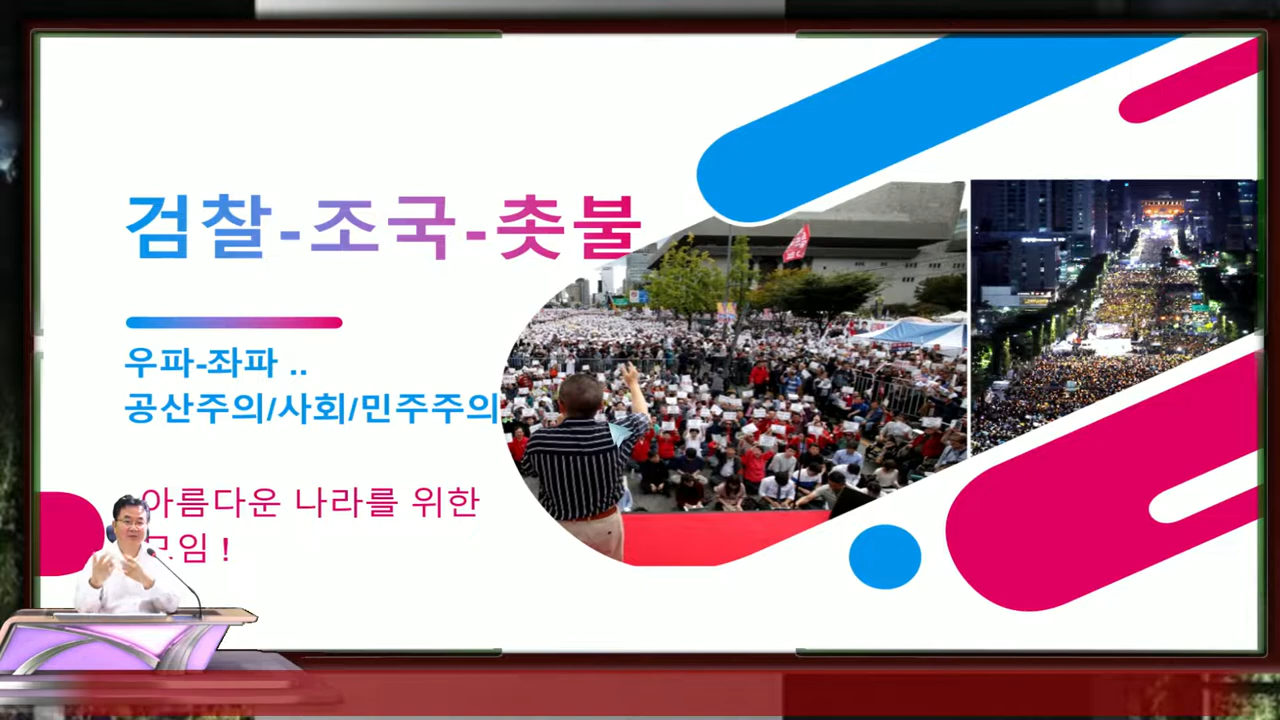 검찰-조국-촛불
우파-좌파 ..
공산주의/사회/민주주의
아름다운 나라를 위한
모임 !